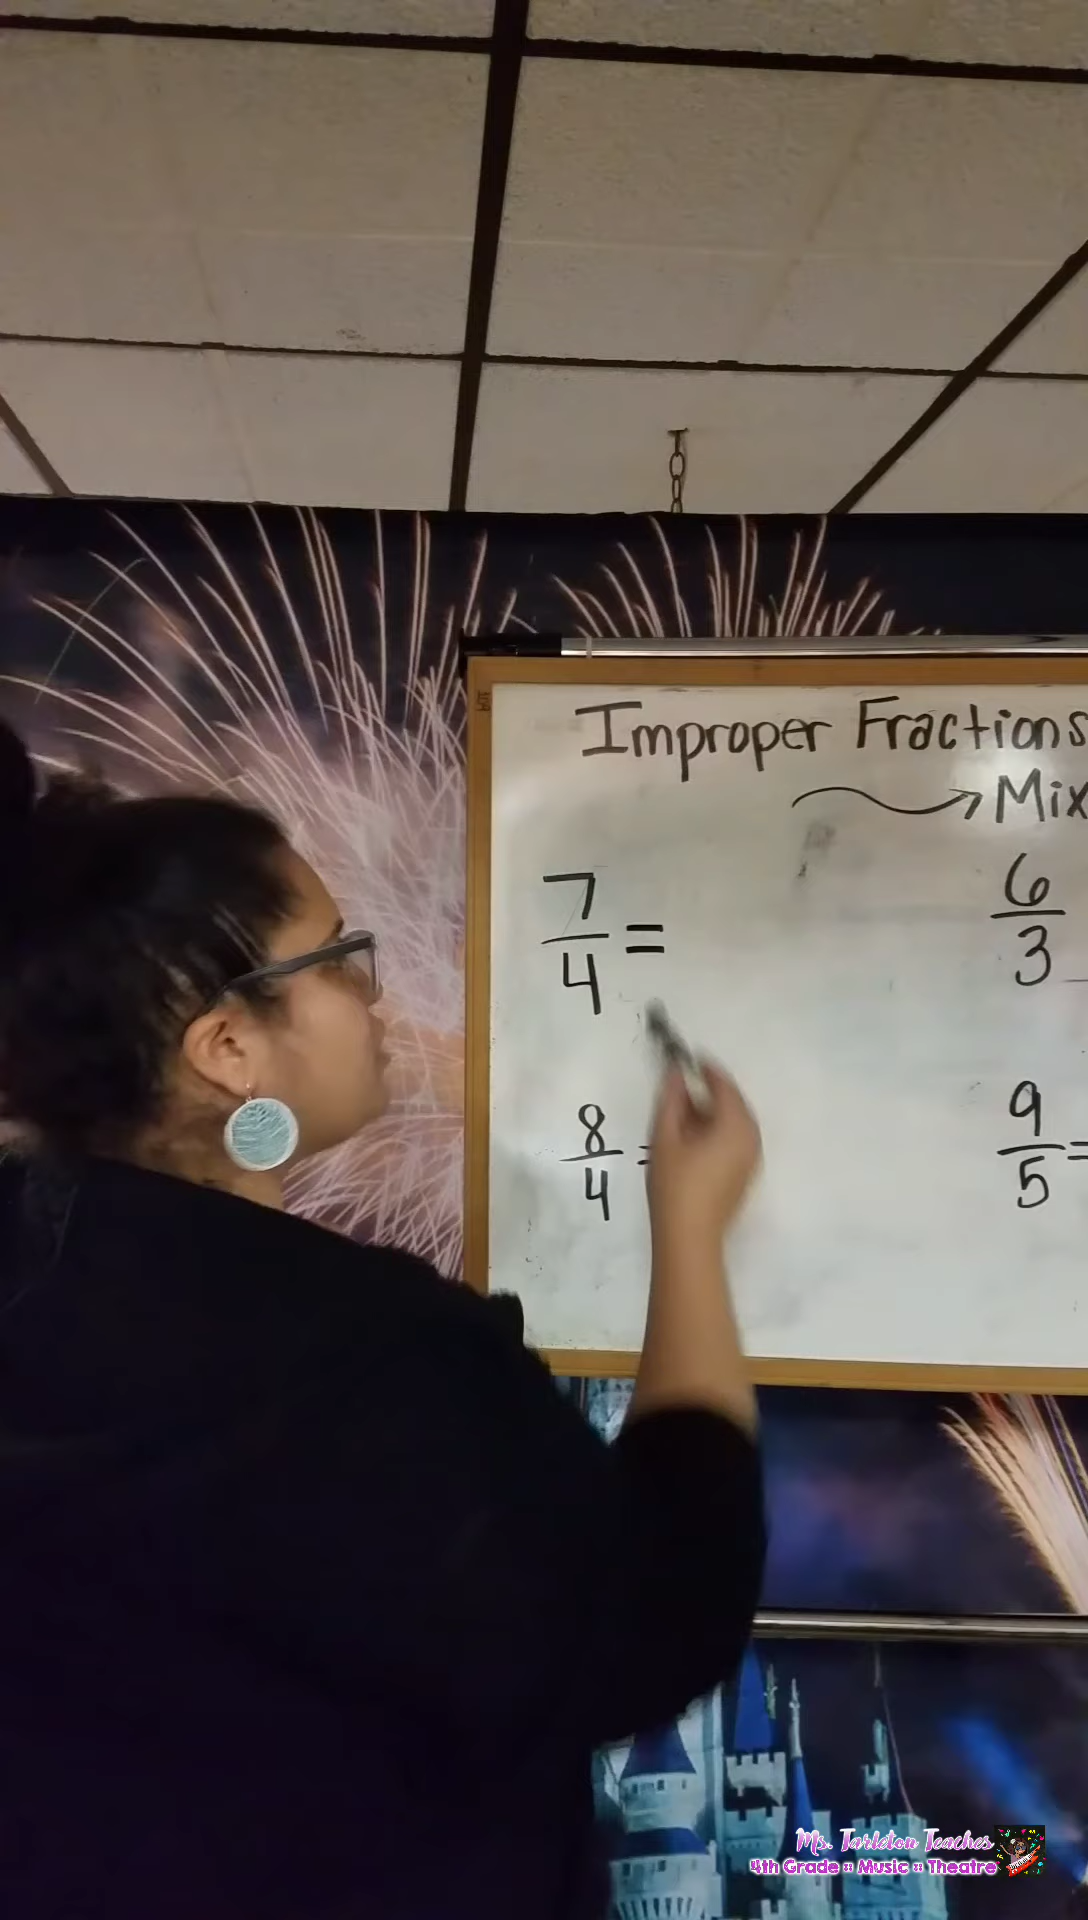 Improper Fractions
→ Mix
7/4 =
6/3
8/4 =
9/5 =
Ms. Tarleton Teaches
4th Grade :: Music :: Theatre